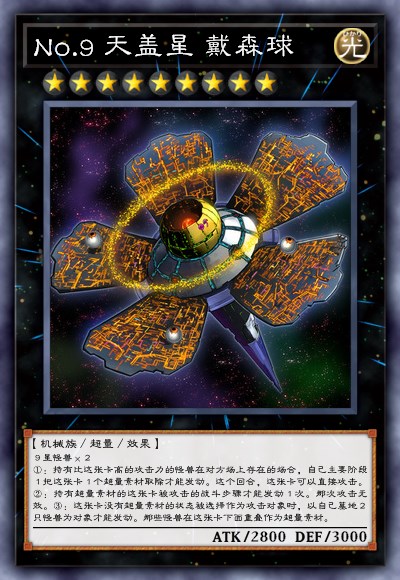 No.9 天盖星 戴森球
光
ひかり
【机械族／超量／效果】
9星怪兽×2
①：持有比这张卡高的攻击力的怪兽在对方场上存在的场合，自己主要阶段
1把这张卡1个超量素材取除才能发动。这个回合，这张卡可以直接攻击。
②：持有超量素材的这张卡被攻击的战斗步骤才能发动1次。那次攻击无
效。③：这张卡没有超量素材的状态被选择作为攻击对象时，以自己墓地2
只怪兽为对象才能发动。那些怪兽在这张卡下面重叠作为超量素材。
ATK/2800 DEF/3000